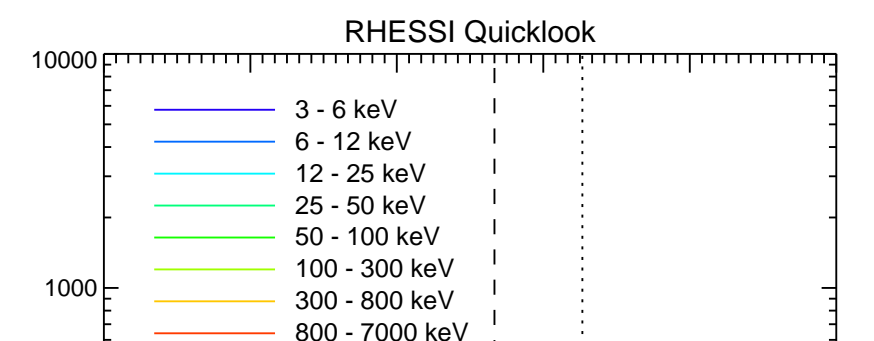 RHESSI Quicklook
10000
3 - 6 keV
6 - 12 keV
12 - 25 keV
25 - 50 keV
50 - 100 keV
100 - 300 keV
1000
300 - 800 keV
800 - 7000 keV